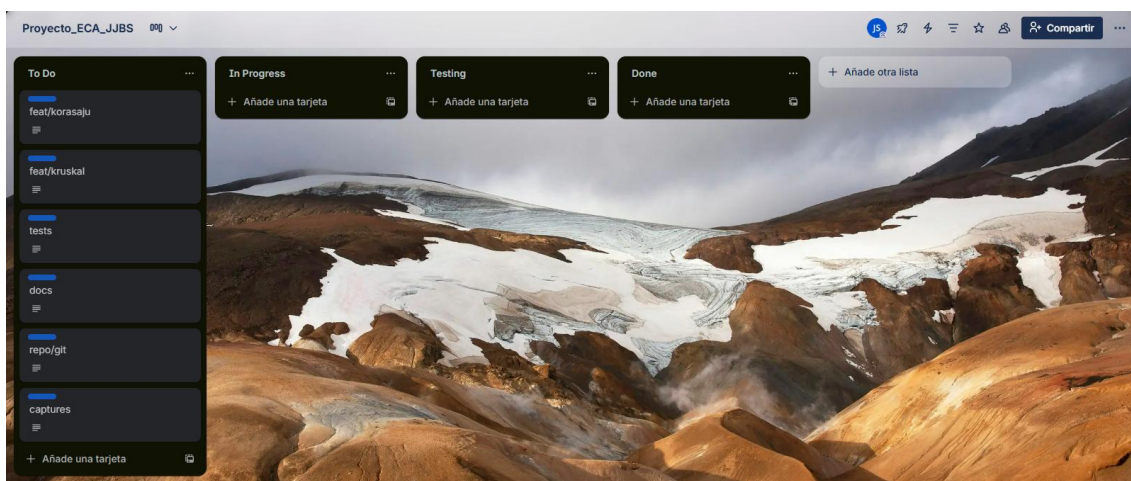 Proyecto_ECA_JJBS
JS
Compartir
To Do
feat/korasaju
feat/kruskal
tests
docs
repo/git
captures
Añade una tarjeta
In Progress
Añade una tarjeta
Testing
Añade una tarjeta
Done
Añade una tarjeta
Añade otra lista